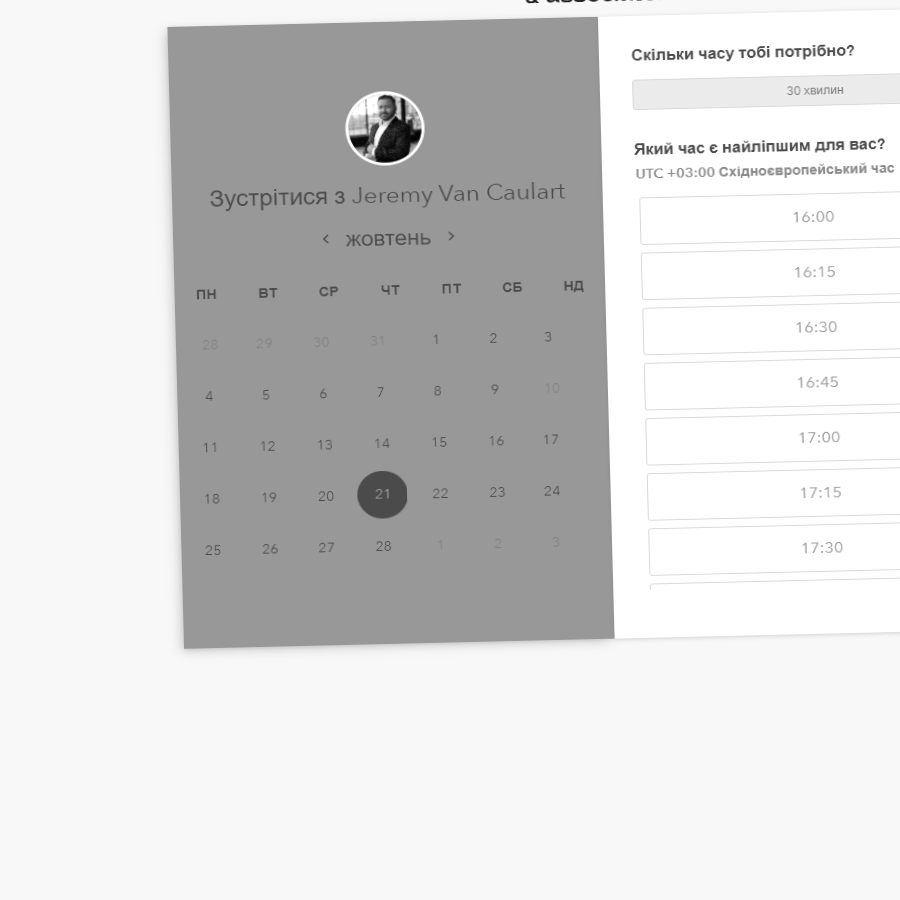 Зустрітися з Jeremy Van Caulart
‹ жовтень ›
ПН ВТ СР ЧТ ПТ СБ НД
28 29 30 31 1 2 3
4 5 6 7 8 9 10
11 12 13 14 15 16 17
18 19 20 21 22 23 24
25 26 27 28 1 2 3
Скільки часу тобі потрібно?
30 хвилин
Який час є найліпшим для вас?
UTC +03:00 Східноєвропейський час
16:00
16:15
16:30
16:45
17:00
17:15
17:30